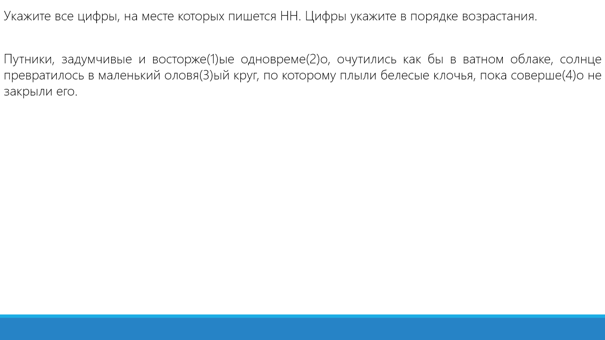 Укажите все цифры, на месте которых пишется НН. Цифры укажите в порядке возрастания.
Путники, задумчивые и восторже(1)ые одновреме(2)о, очутились как бы в ватном облаке, солнце
превратилось в маленький оловя(3)ый круг, по которому плыли белесые клочья, пока соверше(4)о не
закрыли его.